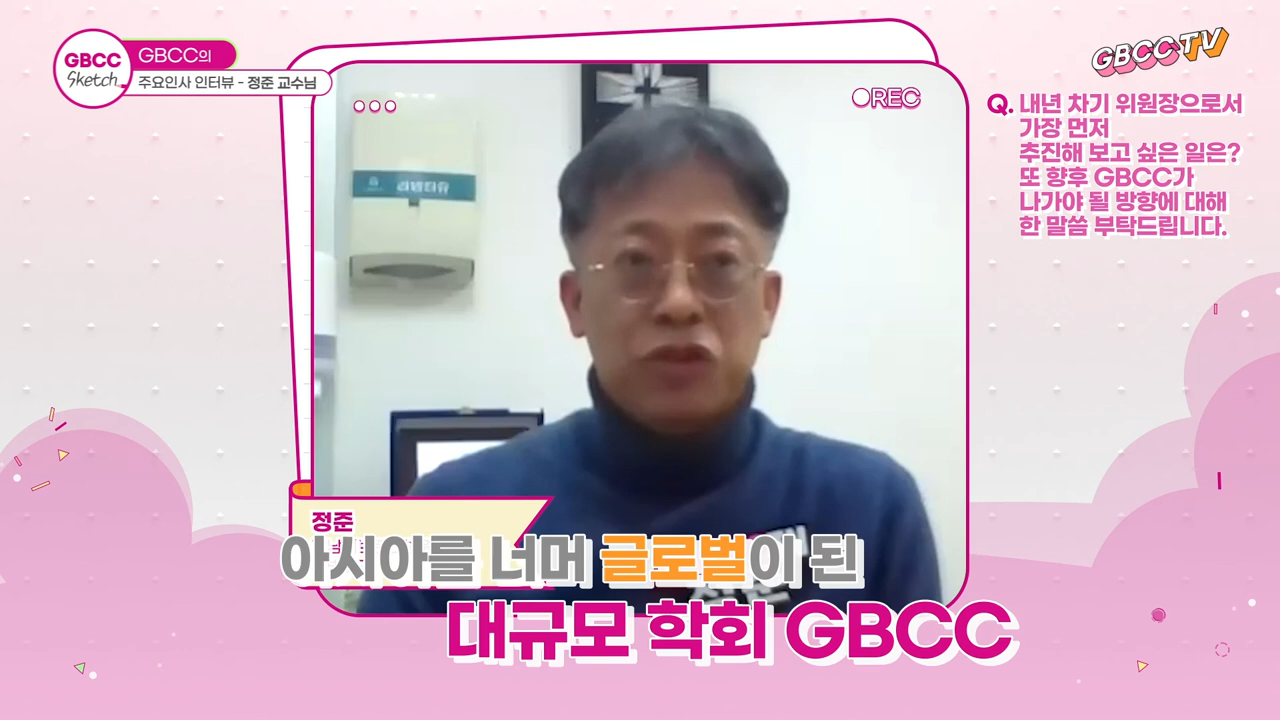 GBCC
Sketch
GBCC의
주요인사 인터뷰 - 정준 교수님
GBCC TV
REC
Q. 내년 차기 위원장으로서
가장 먼저
추진해 보고 싶은 일은?
또 향후 GBCC가
나가야 될 방향에 대해
한 말씀 부탁드립니다.
정준
아시아를 너머 글로벌이 된
대규모 학회 GBCC